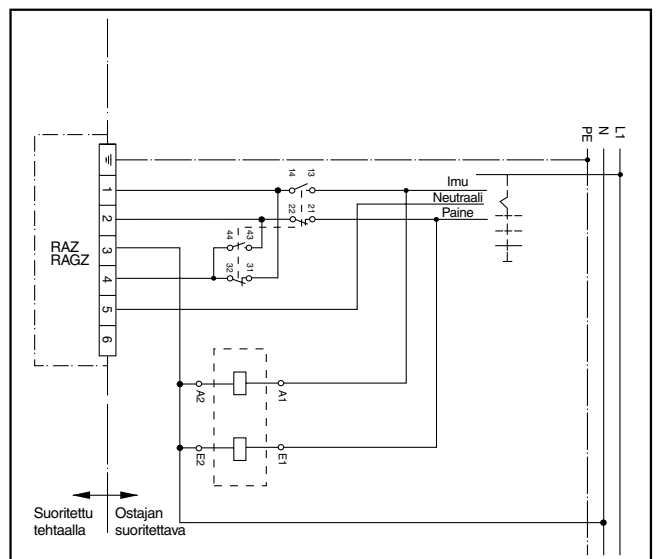 L1
N
PE
Imu
Neutraali
Paine
14 13
22 21
44 43
32 31
1
2
3
4
5
6
RAZ
RAGZ
A2 A1
E2 E1
Suoritettu
tehtaalla
Ostajan
suoritettava